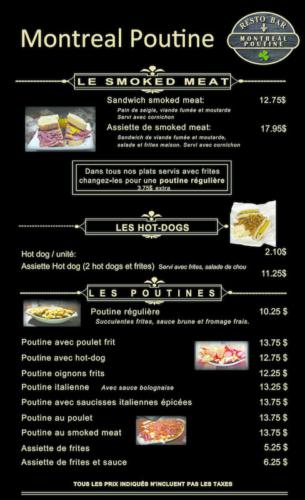 Montreal Poutine
RESTO BAR
MONTREAL
POUTINE
LE SMOKED MEAT
Sandwich smoked meat: 12.75$
Pain de seigle, viande fumée et moutarde
Servi avec cornichon
Assiette de smoked meat: 17.95$
Sandwich de viande fumée et moutarde,
salade et frites maison. Servi avec cornichon
Dans tous nos plats servis avec frites
changez-les pour une poutine régulière
3.75$ extra
LES HOT-DOGS
Hot dog / unité: 2.10$
Assiette Hot dog (2 hot dogs et frites) Servi avec frites, salade de chou 11.25$
LES POUTINES
Poutine régulière 10.25 $
Succulentes frites, sauce brune et fromage frais.
Poutine avec poulet frit 13.75 $
Poutine avec hot-dog 12.75 $
Poutine oignons frits 12.25 $
Poutine italienne Avec sauce bolognaise 13.25 $
Poutine avec saucisses italiennes épicées 13.75 $
Poutine au poulet 13.75 $
Poutine au smoked meat 13.75 $
Assiette de frites 5.25 $
Assiette de frites et sauce 6.25 $
TOUS LES PRIX INDIQUÉS N'INCLUENT PAS LES TAXES